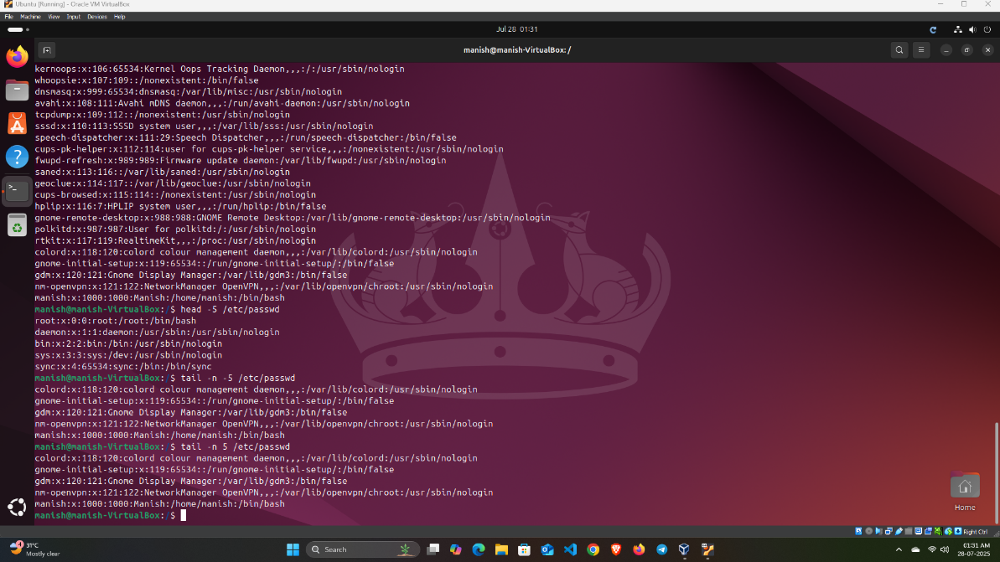 Ubuntu [Running] - Oracle VM VirtualBox
File Machine View Input Devices Help
Jul 28 01:31
manish@manish-VirtualBox: /
kernoops:x:106:65534:Kernel Oops Tracking Daemon,,,:/:/usr/sbin/nologin
whoopsie:x:107:109::/nonexistent:/bin/false
dnsmasq:x:999:65534:dnsmasq:/var/lib/misc:/usr/sbin/nologin
avahi:x:108:111:Avahi mDNS daemon,,,:/run/avahi-daemon:/usr/sbin/nologin
tcpdump:x:109:112::/nonexistent:/usr/sbin/nologin
sssd:x:110:113:SSSD system user,,,:/var/lib/sss:/usr/sbin/nologin
speech-dispatcher:x:111:29:Speech Dispatcher,,,:/run/speech-dispatcher:/bin/false
cups-pk-helper:x:112:114:user for cups-pk-helper service,,,:/nonexistent:/usr/sbin/nologin
fwupd-refresh:x:989:989:Firmware update daemon:/var/lib/fwupd:/usr/sbin/nologin
saned:x:113:116::/var/lib/saned:/usr/sbin/nologin
geoclue:x:114:117::/var/lib/geoclue:/usr/sbin/nologin
cups-browsed:x:115:114::/nonexistent:/usr/sbin/nologin
hplip:x:116:7:HPLIP system user,,,:/run/hplip:/bin/false
gnome-remote-desktop:x:988:988:GNOME Remote Desktop:/var/lib/gnome-remote-desktop:/usr/sbin/nologin
polkitd:x:987:987:User for polkitd:/:/usr/sbin/nologin
rtkit:x:117:119:RealtimeKit,,,:/proc:/usr/sbin/nologin
colord:x:118:120:colord colour management daemon,,,:/var/lib/colord:/usr/sbin/nologin
gnome-initial-setup:x:119:65534::/run/gnome-initial-setup/:/bin/false
gdm:x:120:121:Gnome Display Manager:/var/lib/gdm3:/bin/false
nm-openvpn:x:121:122:NetworkManager OpenVPN,,,:/var/lib/openvpn/chroot:/usr/sbin/nologin
manish:x:1000:1000:Manish:/home/manish:/bin/bash
manish@manish-VirtualBox:/$ head -5 /etc/passwd
root:x:0:0:root:/root:/bin/bash
daemon:x:1:1:daemon:/usr/sbin:/usr/sbin/nologin
bin:x:2:2:bin:/bin:/usr/sbin/nologin
sys:x:3:3:sys:/dev:/usr/sbin/nologin
sync:x:4:65534:sync:/bin:/bin/sync
manish@manish-VirtualBox:/$ tail -n -5 /etc/passwd
colord:x:118:120:colord colour management daemon,,,:/var/lib/colord:/usr/sbin/nologin
gnome-initial-setup:x:119:65534::/run/gnome-initial-setup/:/bin/false
gdm:x:120:121:Gnome Display Manager:/var/lib/gdm3:/bin/false
nm-openvpn:x:121:122:NetworkManager OpenVPN,,,:/var/lib/openvpn/chroot:/usr/sbin/nologin
manish:x:1000:1000:Manish:/home/manish:/bin/bash
manish@manish-VirtualBox:/$ tail -n 5 /etc/passwd
colord:x:118:120:colord colour management daemon,,,:/var/lib/colord:/usr/sbin/nologin
gnome-initial-setup:x:119:65534::/run/gnome-initial-setup/:/bin/false
gdm:x:120:121:Gnome Display Manager:/var/lib/gdm3:/bin/false
nm-openvpn:x:121:122:NetworkManager OpenVPN,,,:/var/lib/openvpn/chroot:/usr/sbin/nologin
manish:x:1000:1000:Manish:/home/manish:/bin/bash
manish@manish-VirtualBox:/$
Home
Right Ctrl
4
31°C
Mostly clear
Search
01:31 AM
28-07-2025